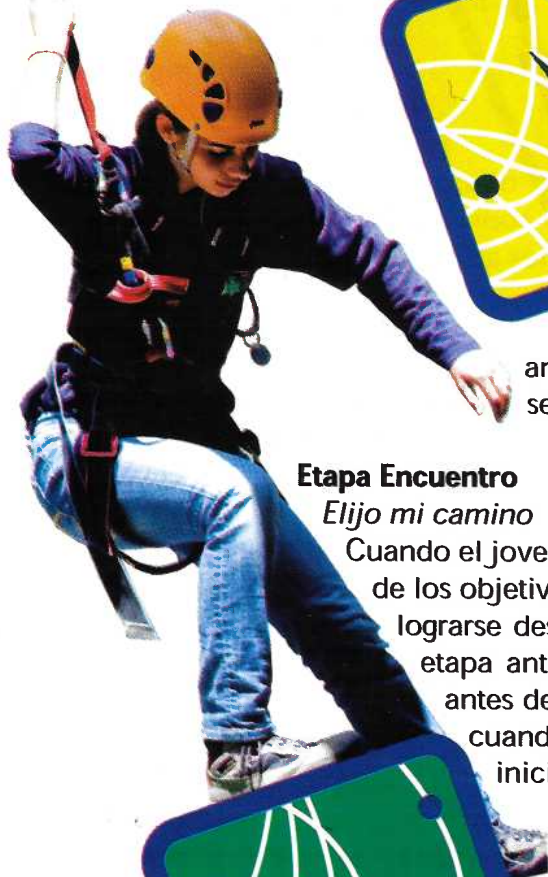 ar
se
Etapa Encuentro
Elijo mi camino
Cuando el jove
de los objetiv
lograrse des
etapa ant
antes de
cuand
inici